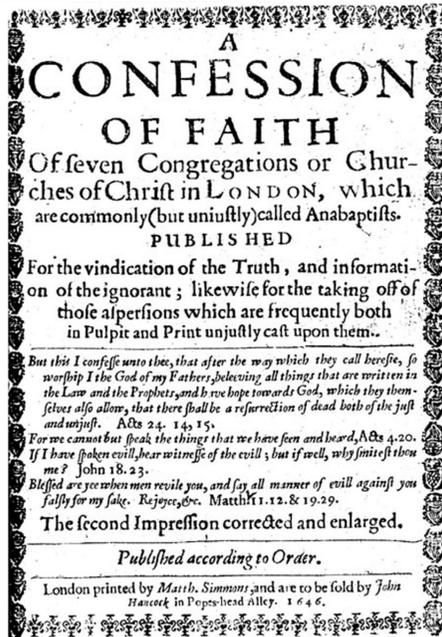 A
CONFESSION
OF FAITH
Of seven Congregations or Chur-
ches of Christ in LONDON, which
are commonly (but uniustly) called Anabaptists.
PUBLISHED
For the vindication of the Truth, and informati-
on of the ignorant; likewise for the taking off of
those aspersions which are frequently both
in Pulpit and Print unjustly cast upon them.
But this I confesse unto thee, that after the way which they call heresie, so
worship I the God of my Fathers, beleeving all things that are written in
the Law and the Prophets, and have hope towards God, which they them-
selves also allow, that there shall be a resurrection of dead both of the just
and unjust. Acts 24. 14, 15.
For we cannot but speak the things that we have seen and heard, Acts 4.20.
If I have spoken evill, hear witnesse of the evill; but if well, why smitest thou
me? John 18.23.
Blessed are yee when men revile you, and say all manner of evill against you
falsly for my sake. Rejoyce, &c. Matth. 1.12. & 19.29.
The second Impression corrected and enlarged.
Published according to Order.
London printed by Matth. Simmons, and are to be sold by John
Hancock in Popes-head Alley. 1646.